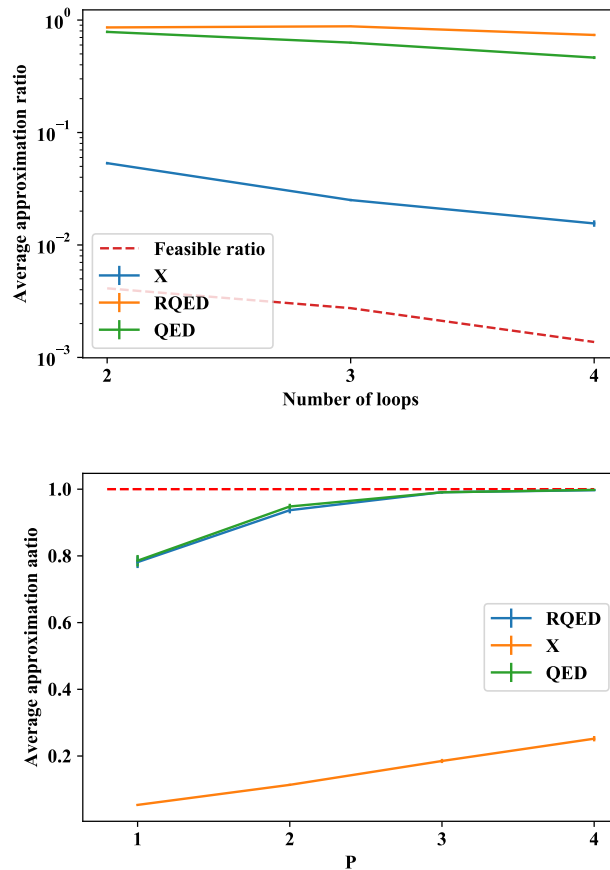 Average approximation ratio
10⁰
10⁻¹
10⁻²
10⁻³
Feasible ratio
X
RQED
QED
2
3
4
Number of loops
Average approximation aatio
1.0
0.8
0.6
0.4
0.2
RQED
X
QED
1
2
3
4
P